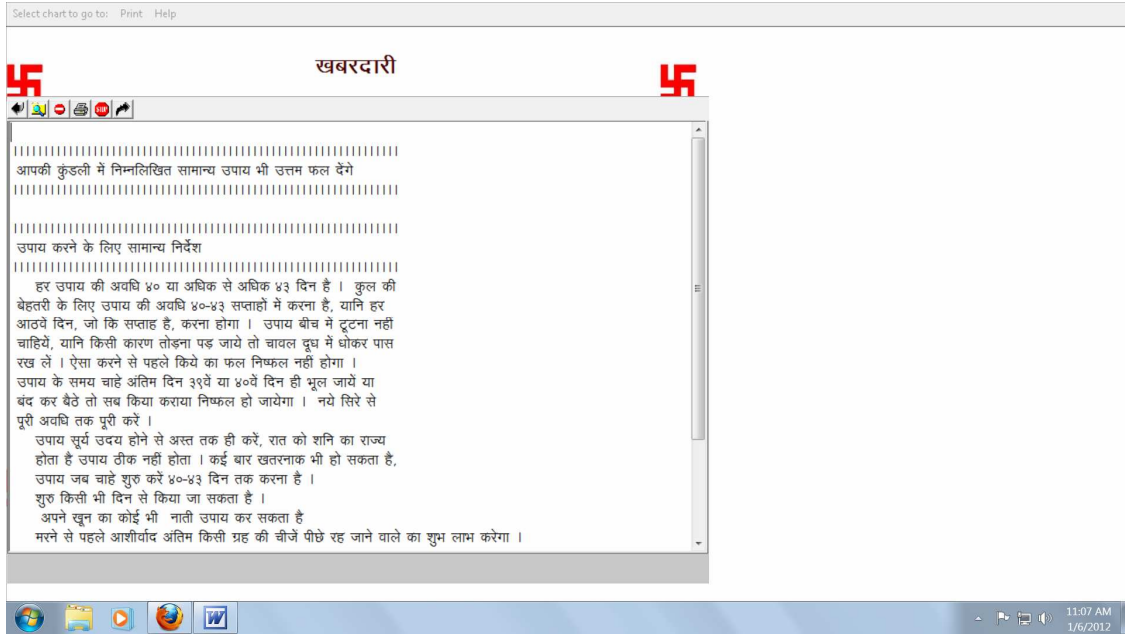 Select chart to go to: Print Help
खबरदारी
STOP
||||||||||||||||||||||||||||||||||||||||||||||||||||||||||||||
आपकी कुंडली में निम्नलिखित सामान्य उपाय भी उत्तम फल देंगे
||||||||||||||||||||||||||||||||||||||||||||||||||||||||||||||
||||||||||||||||||||||||||||||||||||||||||||||||||||||||||||||
उपाय करने के लिए सामान्य निर्देश
||||||||||||||||||||||||||||||||||||||||||||||||||||||||||||||
हर उपाय की अवधि ४० या अधिक से अधिक ४३ दिन है । कुल की
बेहतरी के लिए उपाय की अवधि ४०-४३ सप्ताहों में करना है, यानि हर
आठवें दिन, जो कि सप्ताह है, करना होगा । उपाय बीच में टूटना नहीं
चाहियें, यानि किसी कारण तोड़ना पड़ जाये तो चावल दूध में धोकर पास
रख लें । ऐसा करने से पहले किये का फल निष्फल नहीं होगा ।
उपाय के समय चाहे अंतिम दिन ३९वें या ४०वें दिन ही भूल जायें या
बंद कर बैठे तो सब किया कराया निष्फल हो जायेगा । नये सिरे से
पूरी अवधि तक पूरी करें ।
उपाय सूर्य उदय होने से अस्त तक ही करें, रात को शनि का राज्य
होता है उपाय ठीक नहीं होता । कई बार खतरनाक भी हो सकता है,
उपाय जब चाहे शुरु करें ४०-४३ दिन तक करना है ।
शुरु किसी भी दिन से किया जा सकता है ।
अपने खून का कोई भी नाती उपाय कर सकता है
मरने से पहले आशीर्वाद अंतिम किसी ग्रह की चीजें पीछे रह जाने वाले का शुभ लाभ करेगा ।
11:07 AM
1/6/2012